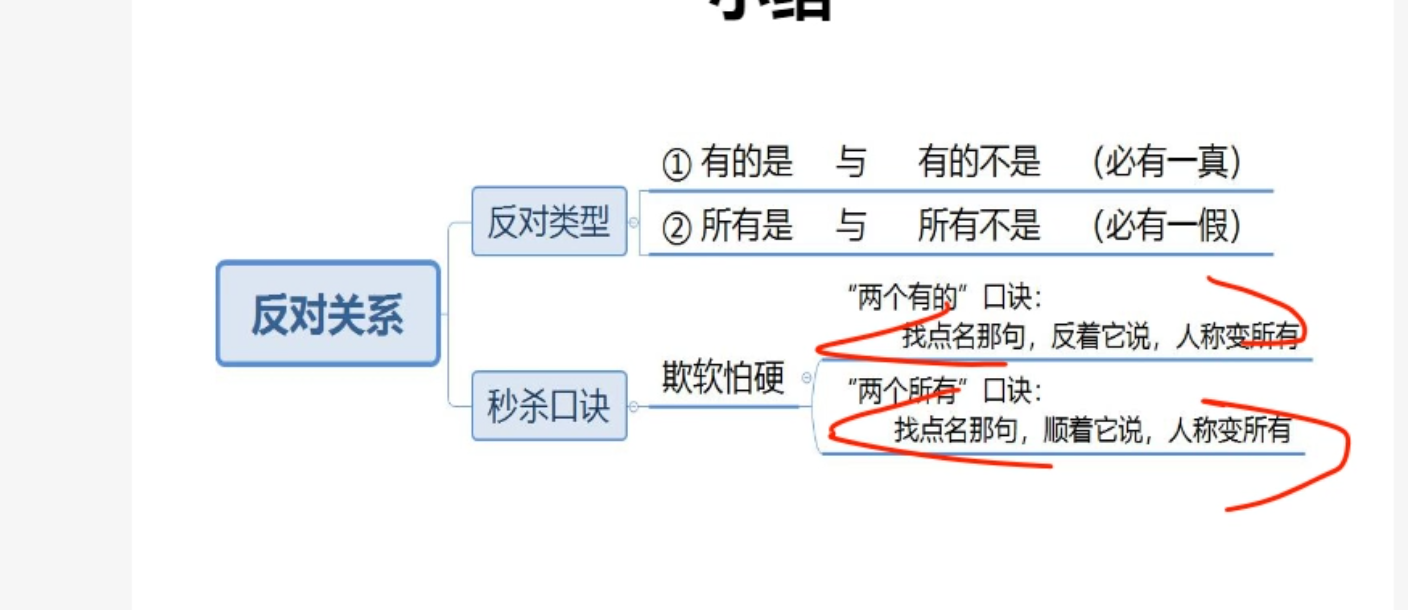 小结
① 有的是 与 有的不是 （必有一真）
反对类型
② 所有是 与 所有不是 （必有一假）
反对关系
“两个有的”口诀：
找点名那句，反着它说，人称变所有
秒杀口诀
欺软怕硬
“两个所有”口诀：
找点名那句，顺着它说，人称变所有